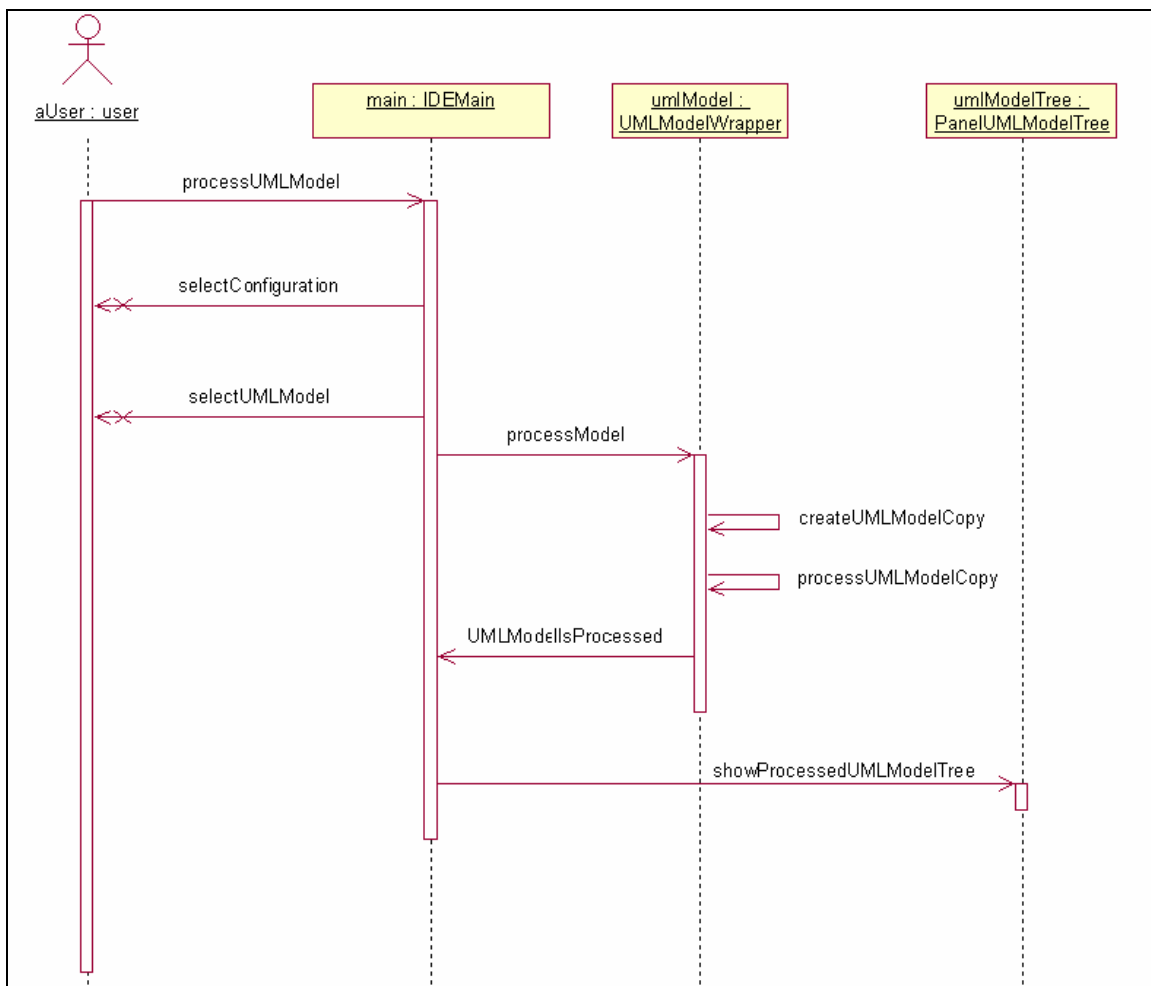 aUser : user
main : IDEMain
umlModel :
UMLModelWrapper
umlModelTree :
PanelUMLModelTree
processUMLModel
selectConfiguration
selectUMLModel
processModel
createUMLModelCopy
processUMLModelCopy
UMLModelIsProcessed
showProcessedUMLModelTree